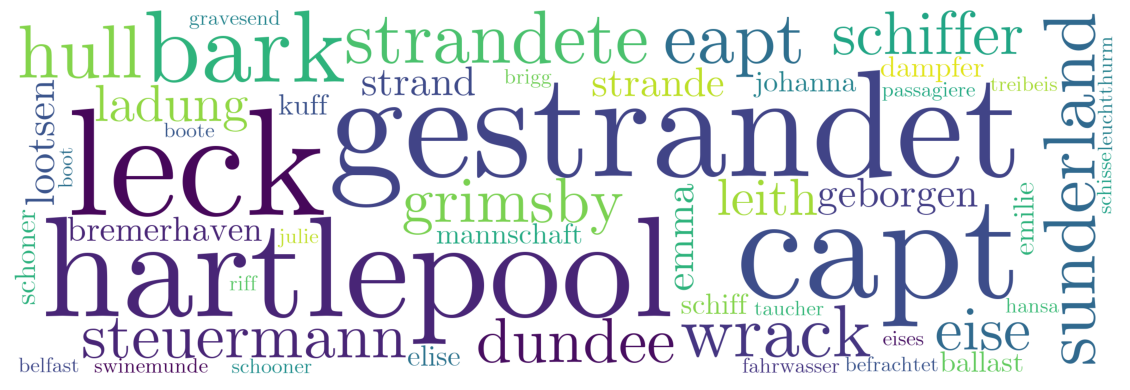 gravesend
hull
bark
strandete
eapt
schiffer
sunderland
strand
brigg
strande
johanna
dampfer
passagiere
treibeis
lootsen
ladung
kuff
boote
boot
leck
gestrandet
leuchtthurm
schisse
grimsby
emma
leith
geborgen
emilie
schoner
bremerhaven
julie
mannschaft
hartlepool
riff
capt
schiff
taucher
hansa
steuermann
elise
dundee
wrack
eises
eise
belfast
swinemunde
schooner
fahrwasser
befrachtet
ballast